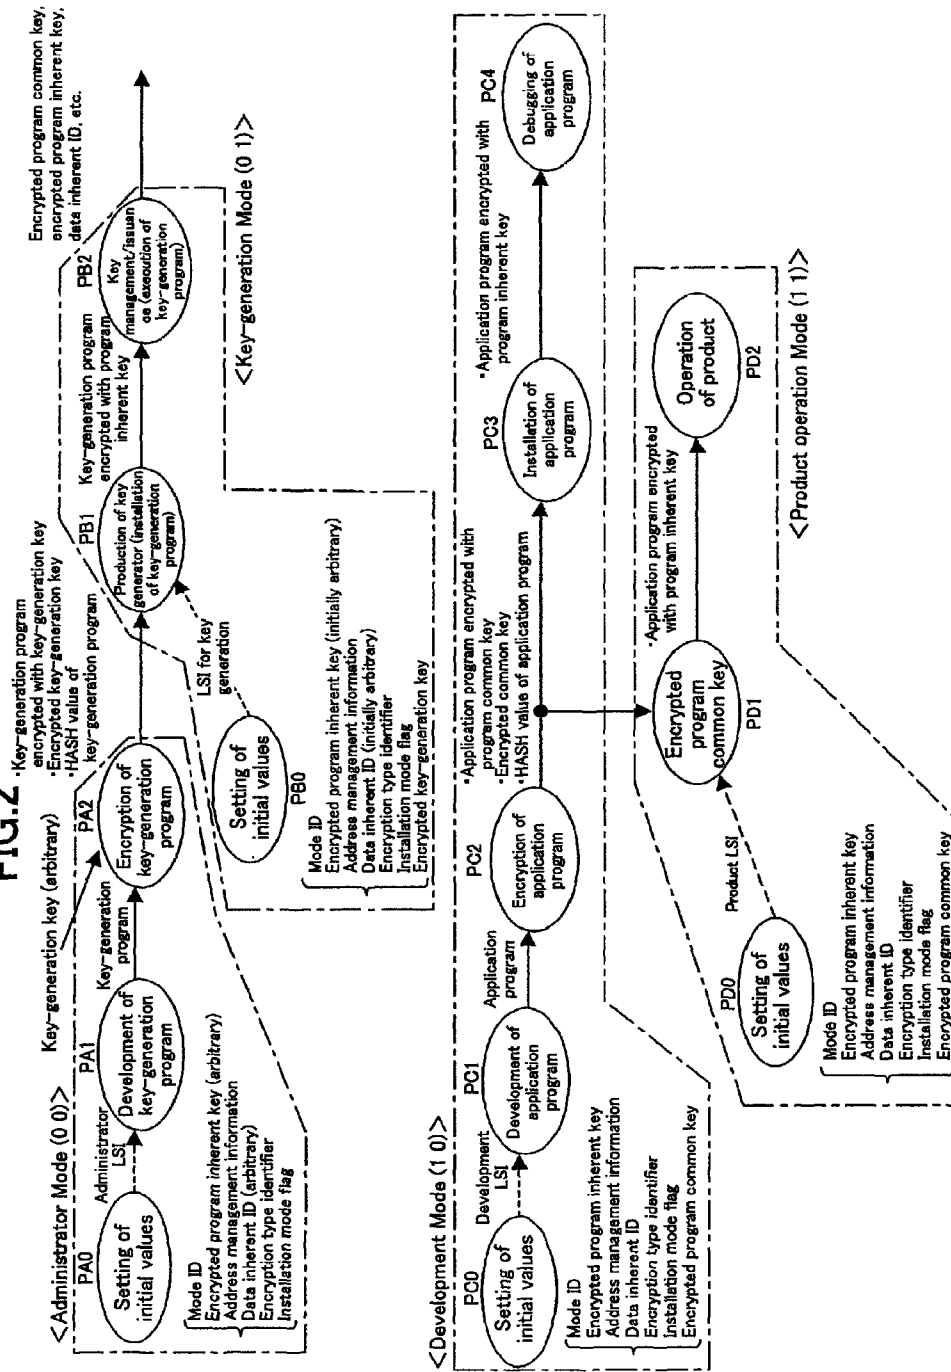 FIG.2
<Administrator Mode (0 0)>
PA0
Setting of
initial values
Administrator
LSI
Mode ID
Encrypted program inherent key (arbitrary)
Address management information
Data inherent ID (arbitrary)
Encryption type identifier
Installation mode flag
PA1
Development of
key-generation
program
Key-generation
program
Key-generation key (arbitrary)
PA2
Encryption of
key-generation
program
•Key-generation program
encrypted with key-generation key
•Encrypted key-generation key
•HASH value of
key-generation program
PB0
Setting of
initial values
LSI for key
generation
Mode ID
Encrypted program inherent key (initially arbitrary)
Address management information
Data inherent ID (initially arbitrary)
Encryption type identifier
Installation mode flag
Encrypted key-generation key
PB1
Production of key
generator (installation
of key-generation
program)
Key-generation program
encrypted with program
inherent key
PB2
Key
management/issuan
ce (execution of
key-generation
program)
Encrypted program common key,
encrypted program inherent key,
data inherent ID, etc.
<Key-generation Mode (0 1)>
<Development Mode (1 0)>
PC0
Setting of
initial values
Development
LSI
Mode ID
Encrypted program inherent key
Address management information
Data inherent ID
Encryption type identifier
Installation mode flag
Encrypted program common key
PC1
Development of
application
program
Application
program
PC2
Encryption of
application
program
•Application program encrypted with
program common key
•Encrypted common key
•HASH value of application program
PC3
Installation of
application
program
•Application program encrypted with
program inherent key
PC4
Debugging of
application
program
PD0
Setting of
initial values
Product LSI
Mode ID
Encrypted program inherent key
Address management information
Data inherent ID
Encryption type identifier
Installation mode flag
Encrypted program common key
Encrypted
program
common key
PD1
•Application program encrypted
with program inherent key
Operation
of product
PD2
<Product operation Mode (1 1)>